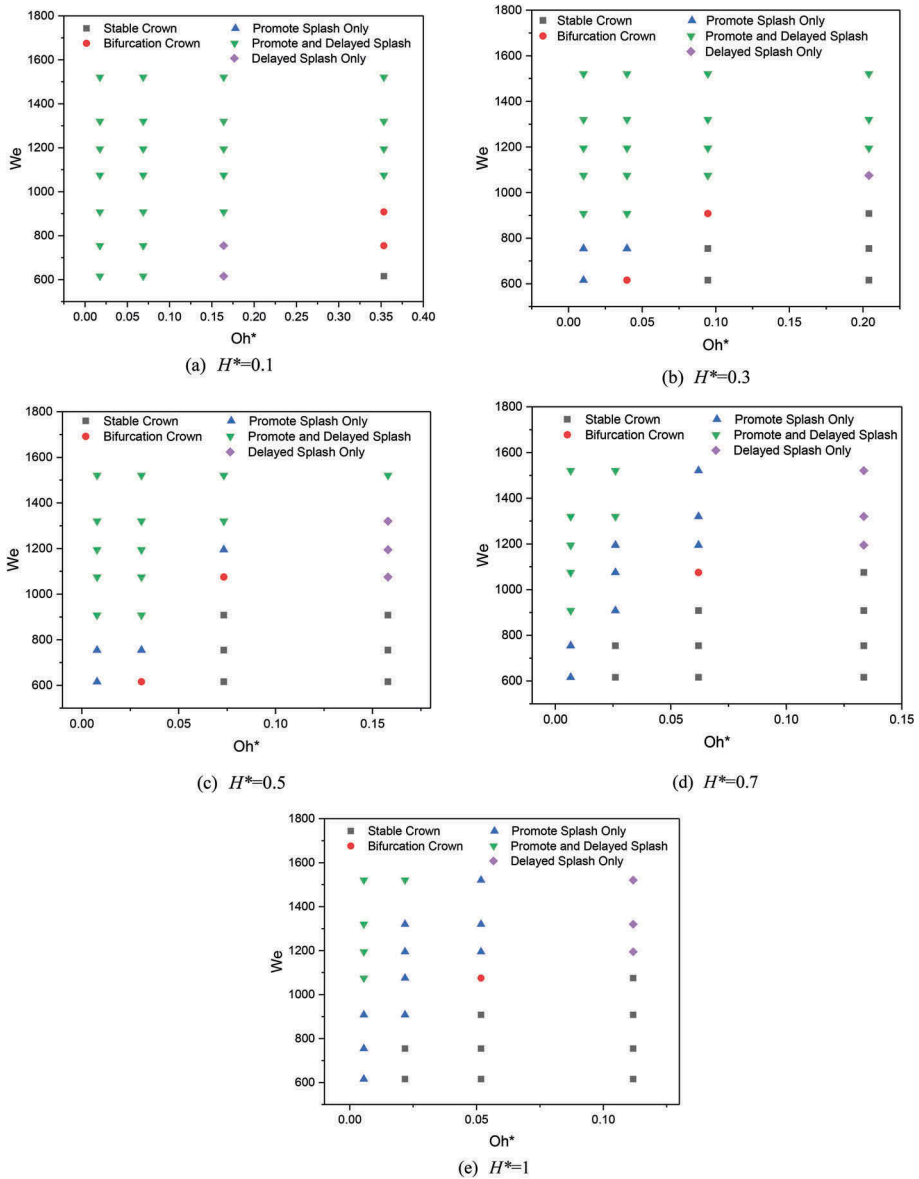 Stable Crown
Bifurcation Crown
Promote Splash Only
Promote and Delayed Splash
Delayed Splash Only
1800
1600
1400
1200
1000
800
600
We
0.00 0.05 0.10 0.15 0.20 0.25 0.30 0.35 0.40
Oh*
(a) H*=0.1
Stable Crown
Bifurcation Crown
Promote Splash Only
Promote and Delayed Splash
Delayed Splash Only
1800
1600
1400
1200
1000
800
600
We
0.00 0.05 0.10 0.15 0.20
Oh*
(b) H*=0.3
Stable Crown
Bifurcation Crown
Promote Splash Only
Promote and Delayed Splash
Delayed Splash Only
1800
1600
1400
1200
1000
800
600
We
0.00 0.05 0.10 0.15
Oh*
(c) H*=0.5
Stable Crown
Bifurcation Crown
Promote Splash Only
Promote and Delayed Splash
Delayed Splash Only
1800
1600
1400
1200
1000
800
600
We
0.00 0.05 0.10 0.15
Oh*
(d) H*=0.7
Stable Crown
Bifurcation Crown
Promote Splash Only
Promote and Delayed Splash
Delayed Splash Only
1800
1600
1400
1200
1000
800
600
We
0.00 0.05 0.10
Oh*
(e) H*=1